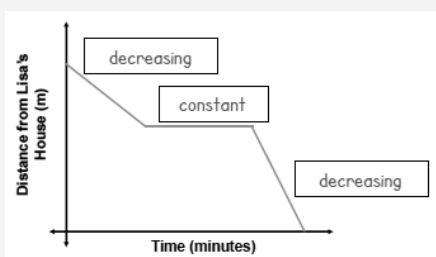 decreasing
constant
decreasing
Distance from Lisa's
House (m)
Time (minutes)